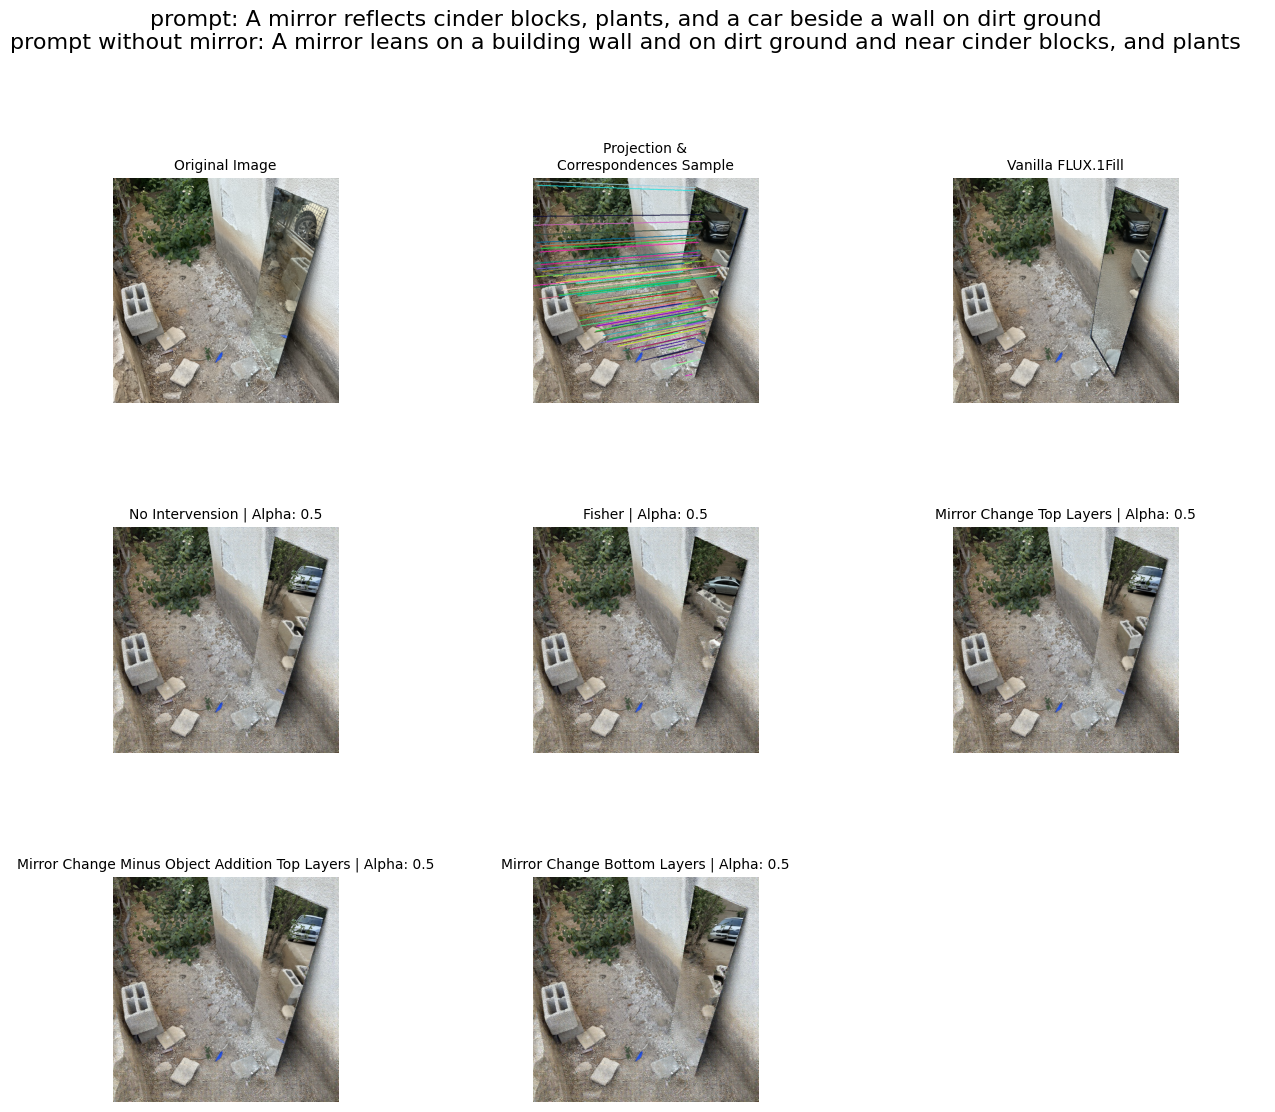 prompt: A mirror reflects cinder blocks, plants, and a car beside a wall on dirt ground
prompt without mirror: A mirror leans on a building wall and on dirt ground and near cinder blocks, and plants
Original Image
Projection &
Correspondences Sample
Vanilla FLUX.1Fill
No Intervension | Alpha: 0.5
Fisher | Alpha: 0.5
Mirror Change Top Layers | Alpha: 0.5
Mirror Change Minus Object Addition Top Layers | Alpha: 0.5
Mirror Change Bottom Layers | Alpha: 0.5